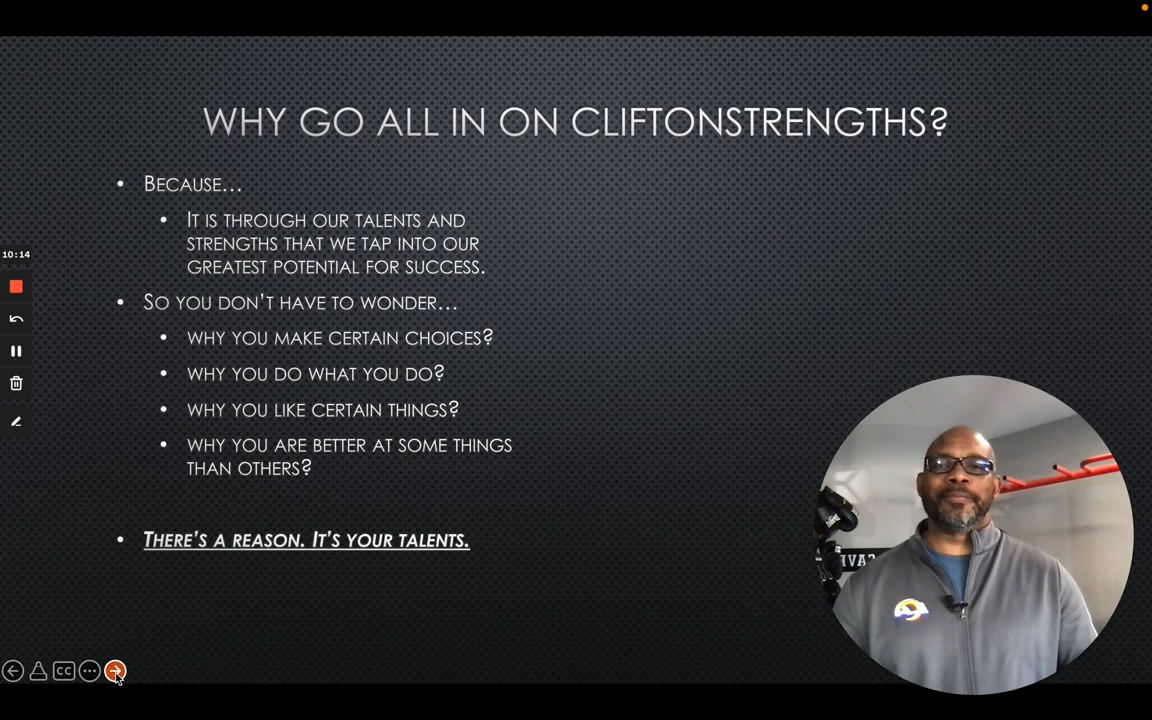 WHY GO ALL IN ON CLIFTONSTRENGTHS?
• BECAUSE…
• IT IS THROUGH OUR TALENTS AND
STRENGTHS THAT WE TAP INTO OUR
GREATEST POTENTIAL FOR SUCCESS.
• SO YOU DON'T HAVE TO WONDER…
• WHY YOU MAKE CERTAIN CHOICES?
• WHY YOU DO WHAT YOU DO?
• WHY YOU LIKE CERTAIN THINGS?
• WHY YOU ARE BETTER AT SOME THINGS
THAN OTHERS?
• THERE'S A REASON. IT'S YOUR TALENTS.
10:14
CC